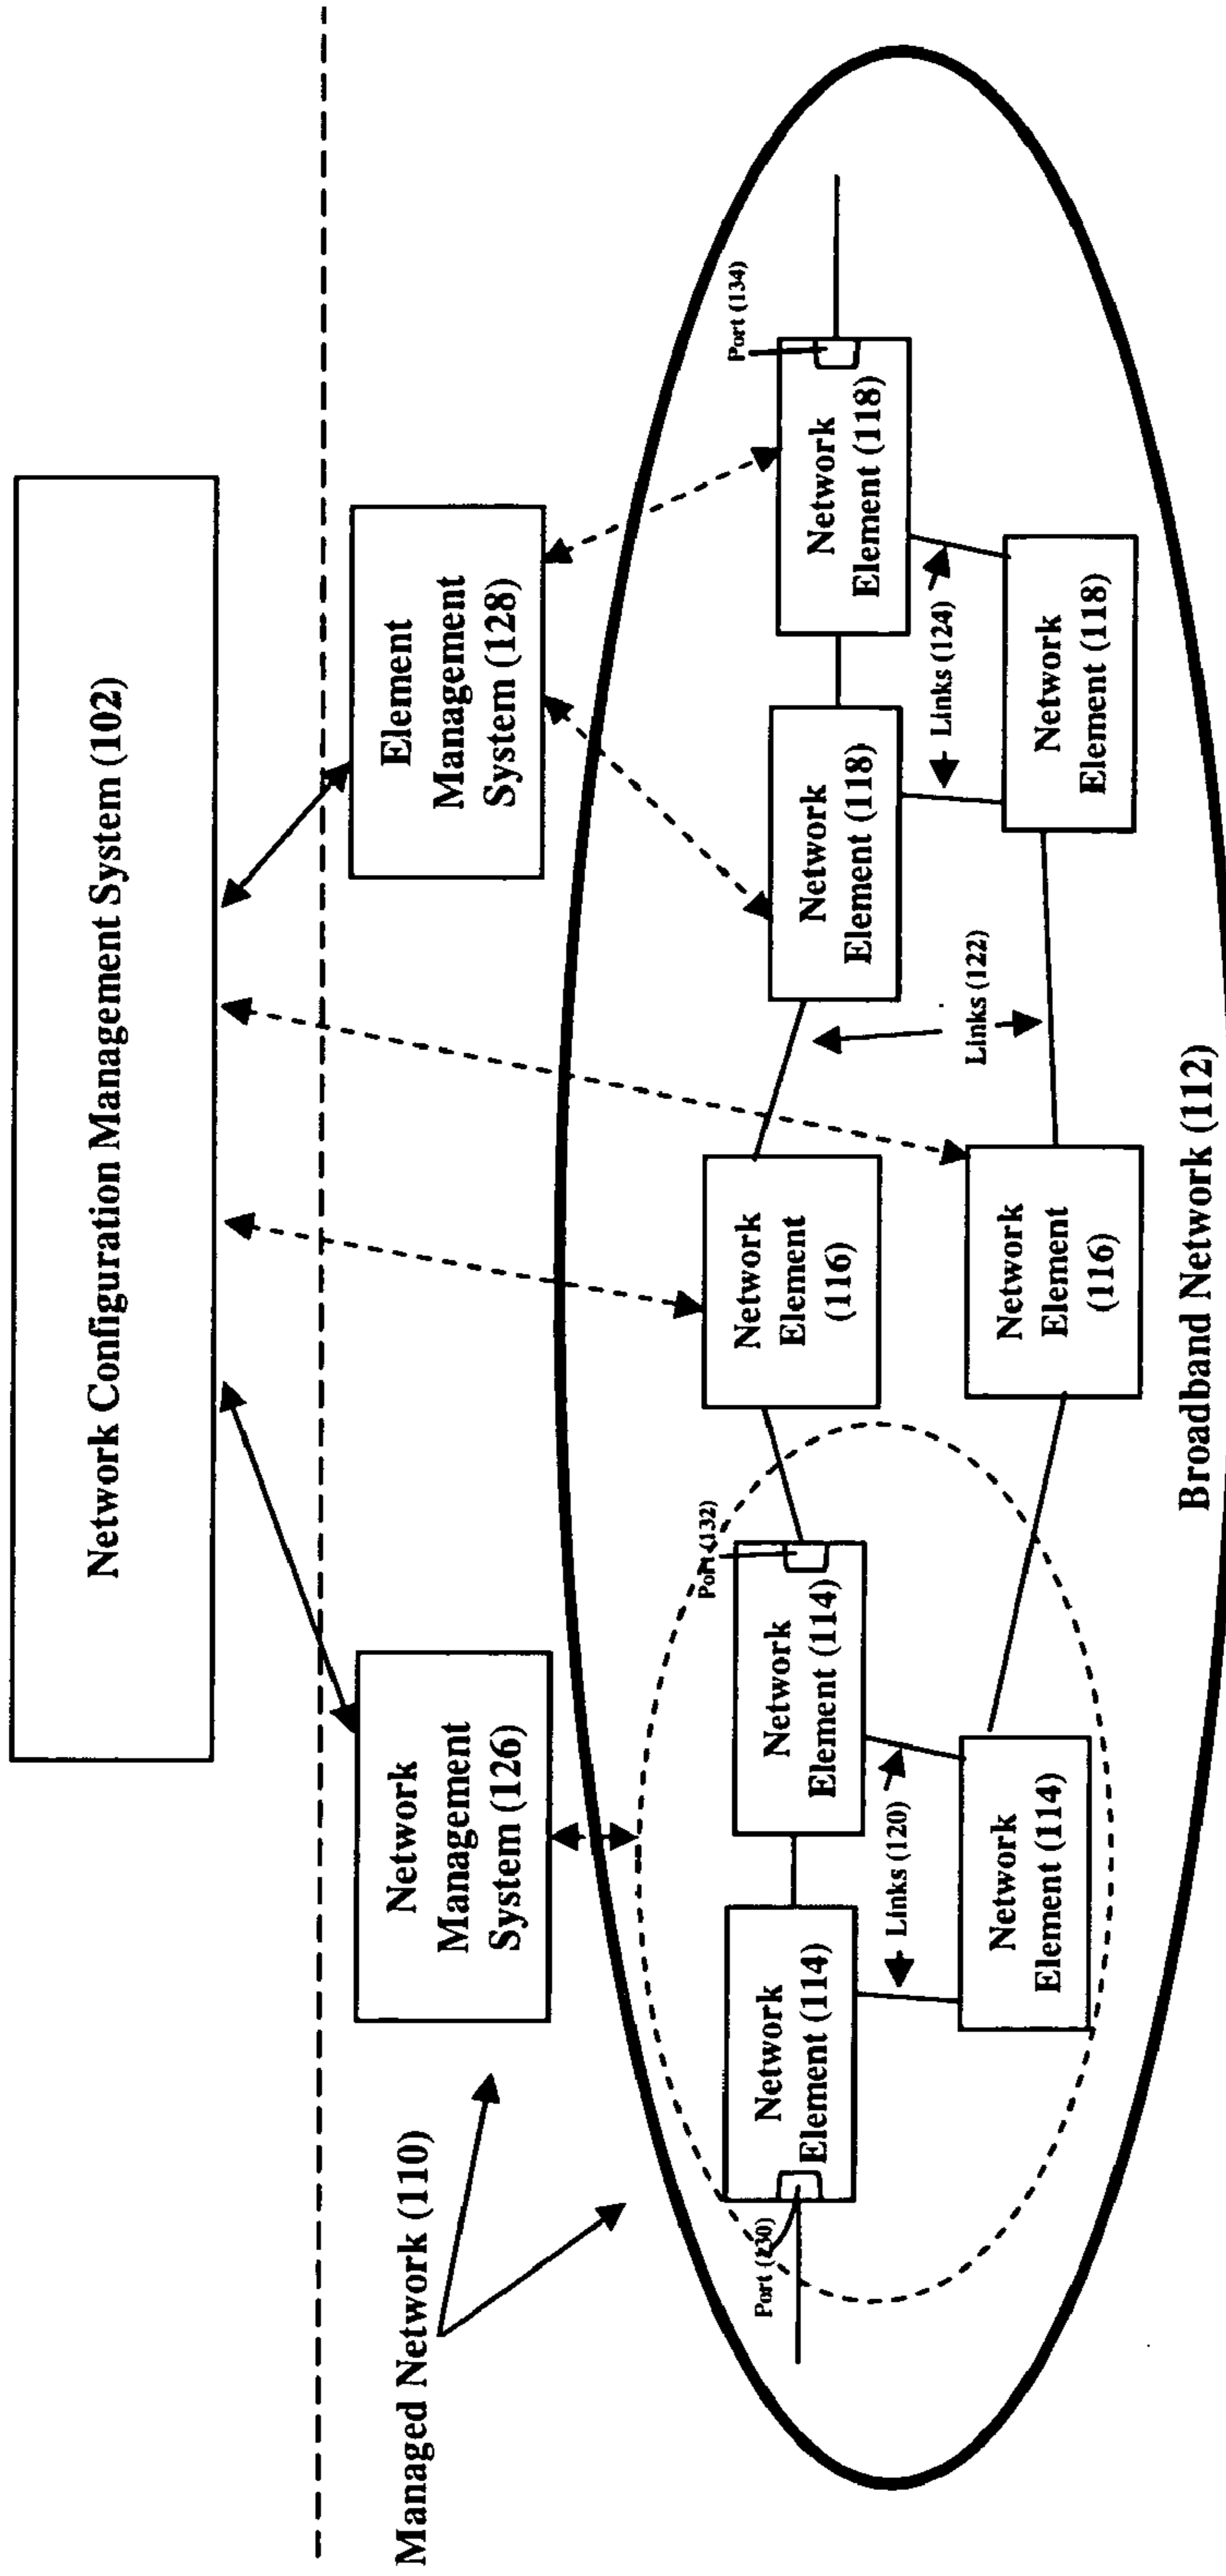 Network Configuration Management System (102)
Managed Network (110)
Network
Management
System (126)
Element
Management
System (128)
Port (130)
Network
Element (114)
Port (132)
Network
Element (114)
Links (120)
Network
Element (114)
Network
Element
(116)
Network
Element
(116)
Links (122)
Network
Element (118)
Port (134)
Network
Element (118)
Links (124)
Network
Element (118)
Broadband Network (112)